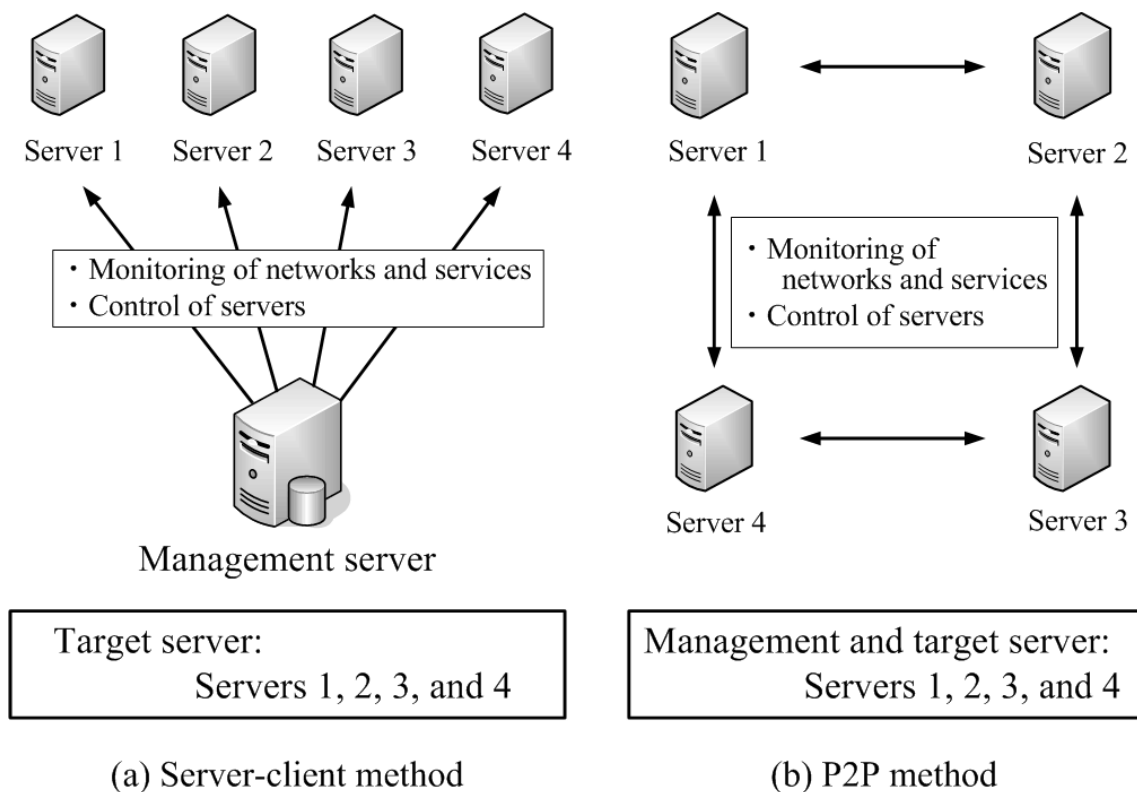 Server 1
Server 2
Server 3
Server 4
・ Monitoring of networks and services
・ Control of servers
Management server
Target server:
Servers 1, 2, 3, and 4
(a) Server-client method
Server 1
Server 2
・ Monitoring of
networks and services
・ Control of servers
Server 4
Server 3
Management and target server:
Servers 1, 2, 3, and 4
(b) P2P method